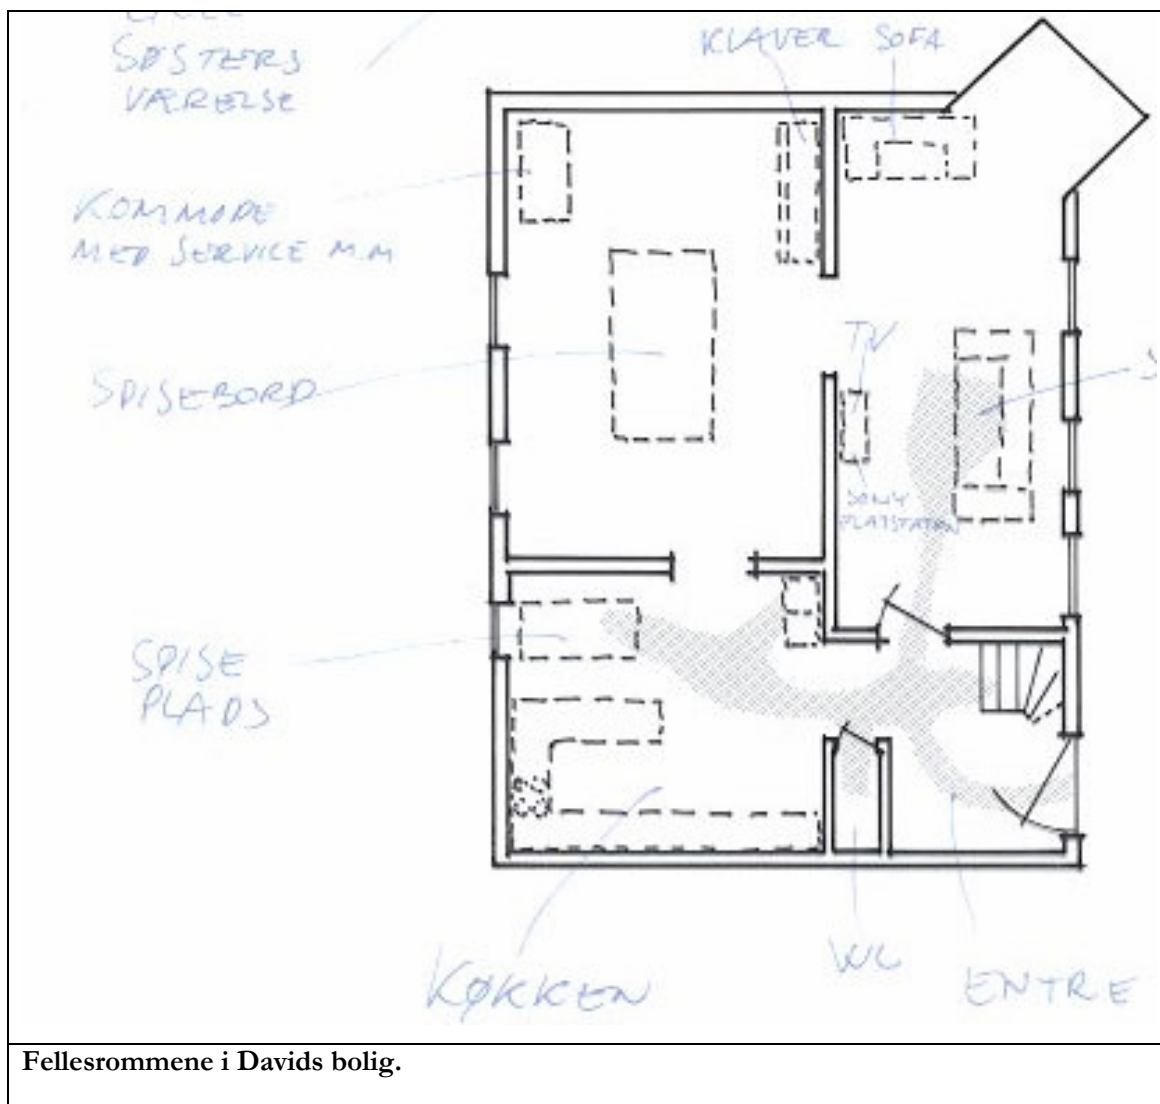 SØSTERS
VÆRELSE
KLAVER SOFA
KOMMODE
MED SERVICE M.M
TV
SPISEBORD
SONY
PLAYSTATION
SPISE
PLADS
KØKKEN
WC
ENTRE
Fellesrommene i Davids bolig.